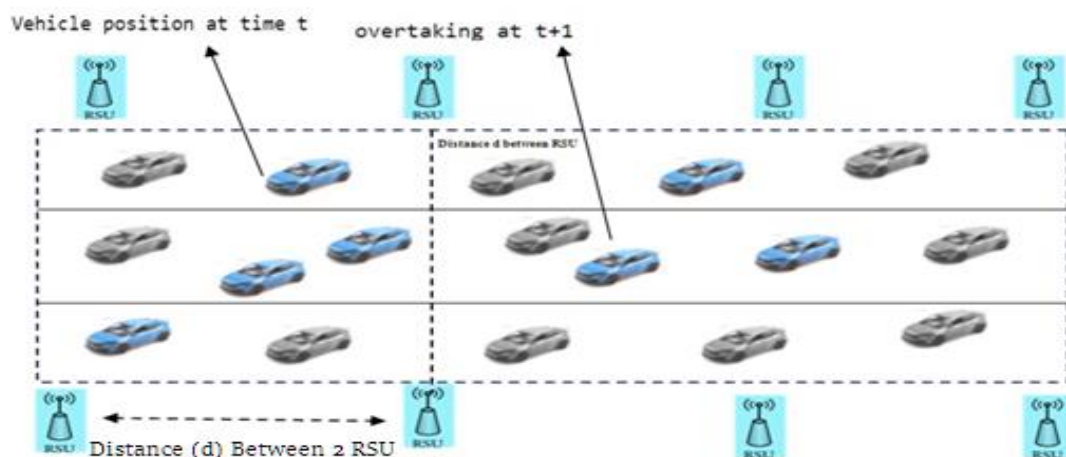 Vehicle position at time t
overtaking at t+1
RSU
RSU
RSU
RSU
Distance d between RSU
RSU
RSU
RSU
RSU
Distance (d) Between 2 RSU